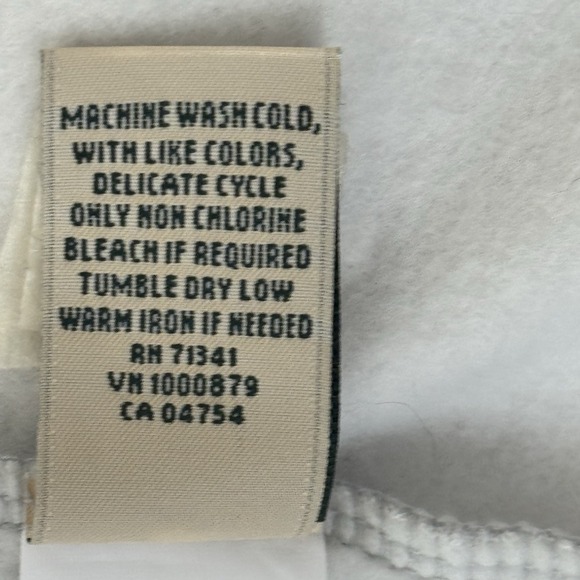 MACHINE WASH COLD,
WITH LIKE COLORS,
DELICATE CYCLE
ONLY NON CHLORINE
BLEACH IF REQUIRED
TUMBLE DRY LOW
WARM IRON IF NEEDED
RN 71341
VN 1000879
CA 04754